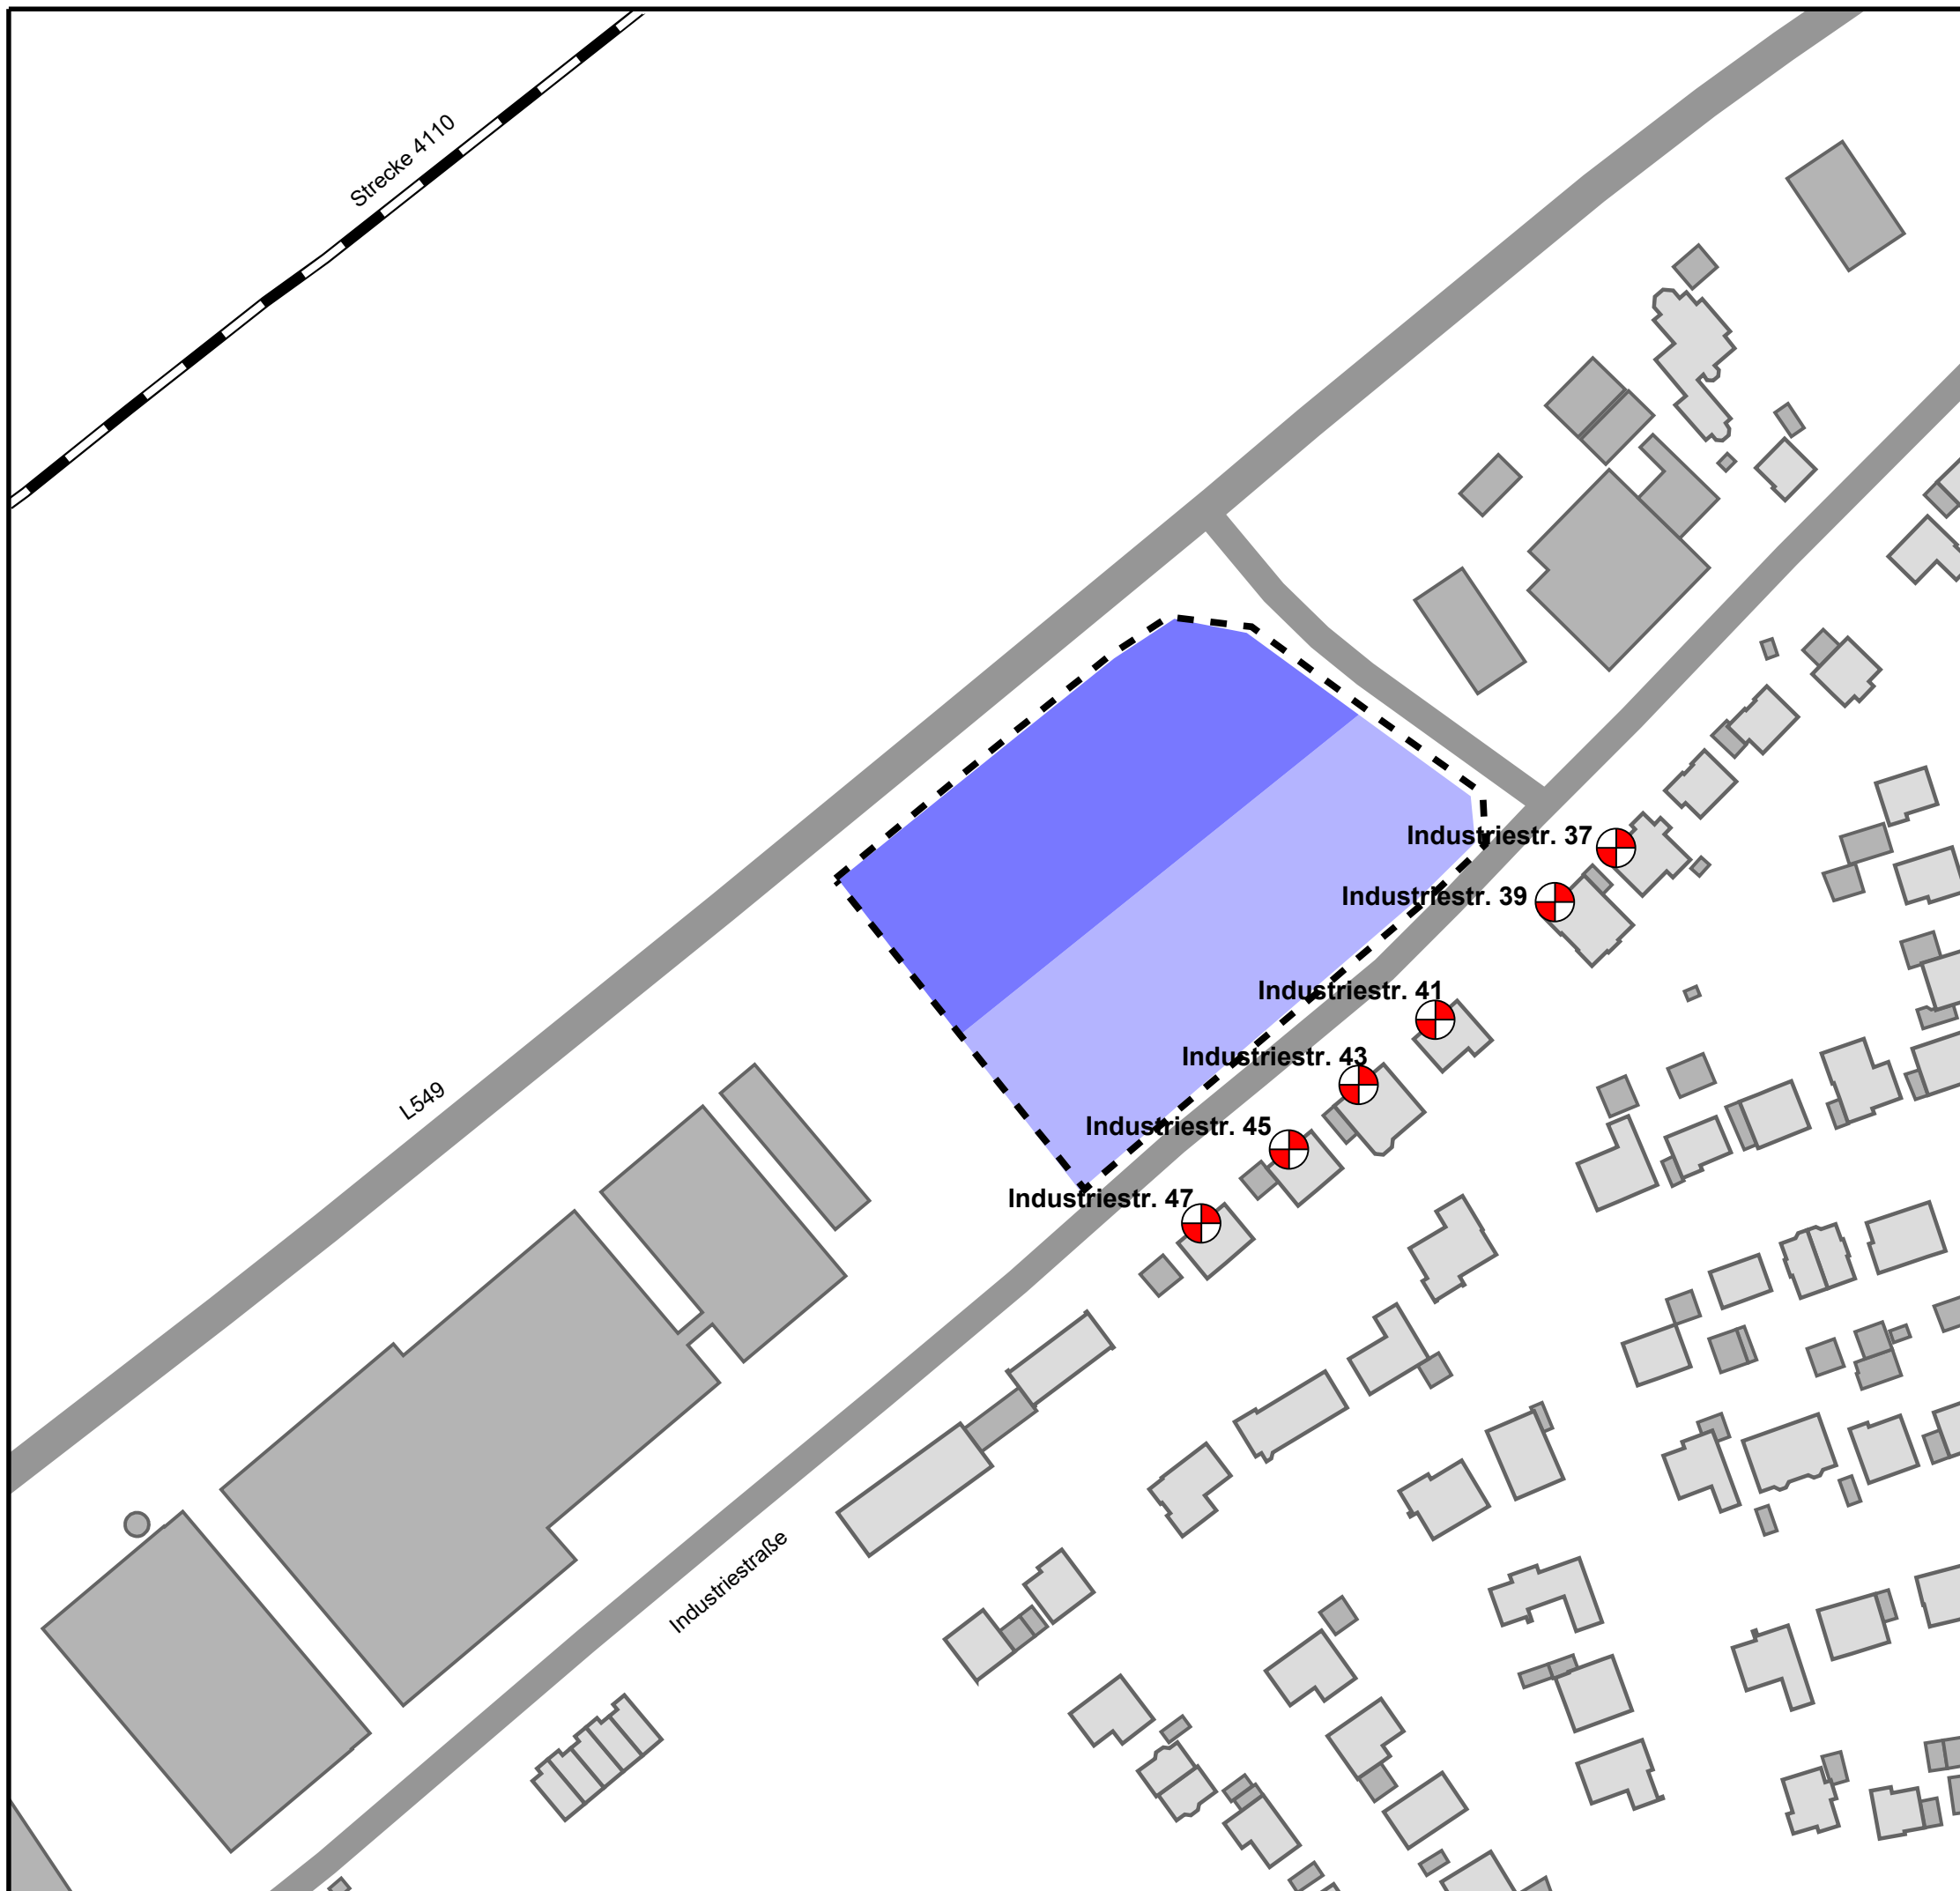 Strecke 4110
Industriestr. 37
Industriestr. 39
Industriestr. 41
Industriestr. 43
L549
Industriestr. 45
Industriestr. 47
Industriestraße